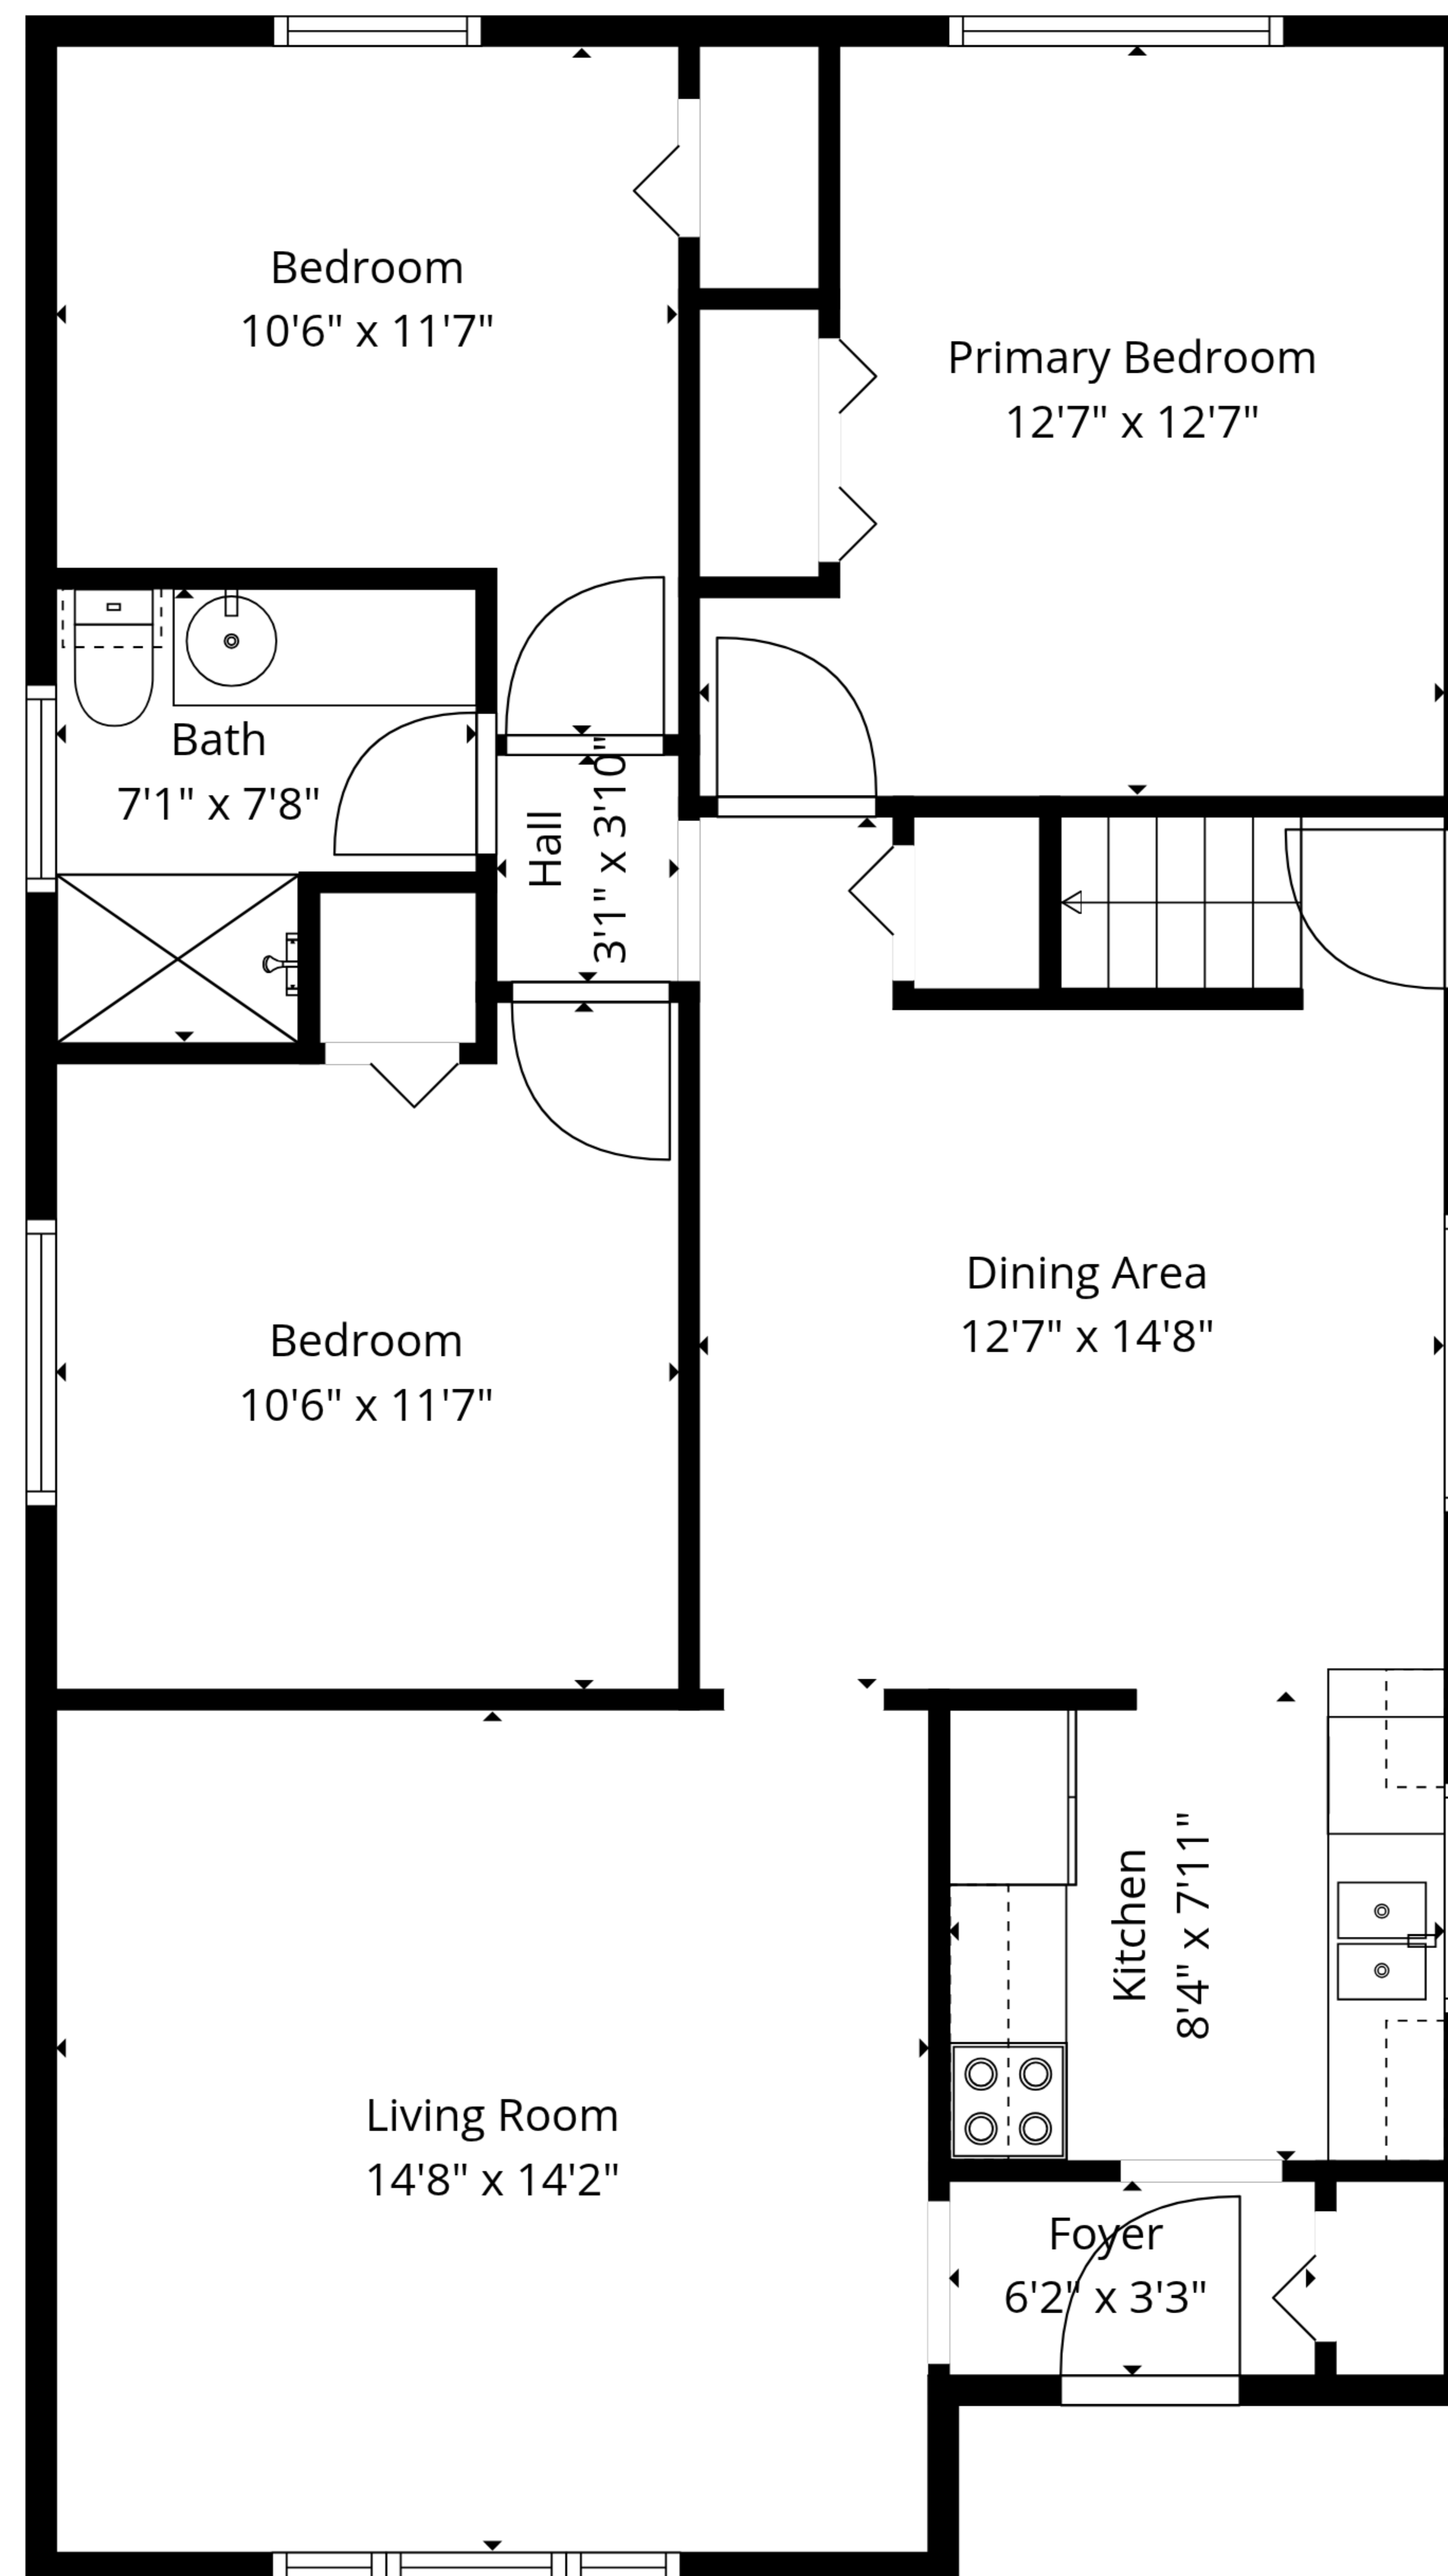 Bedroom
10'6" x 11'7"
Primary Bedroom
12'7" x 12'7"
Bath
7'1" x 7'8"
Hall
3'1" x 3'10"
Dining Area
12'7" x 14'8"
Bedroom
10'6" x 11'7"
Kitchen
8'4" x 7'11"
Living Room
14'8" x 14'2"
Foyer
6'2" x 3'3"